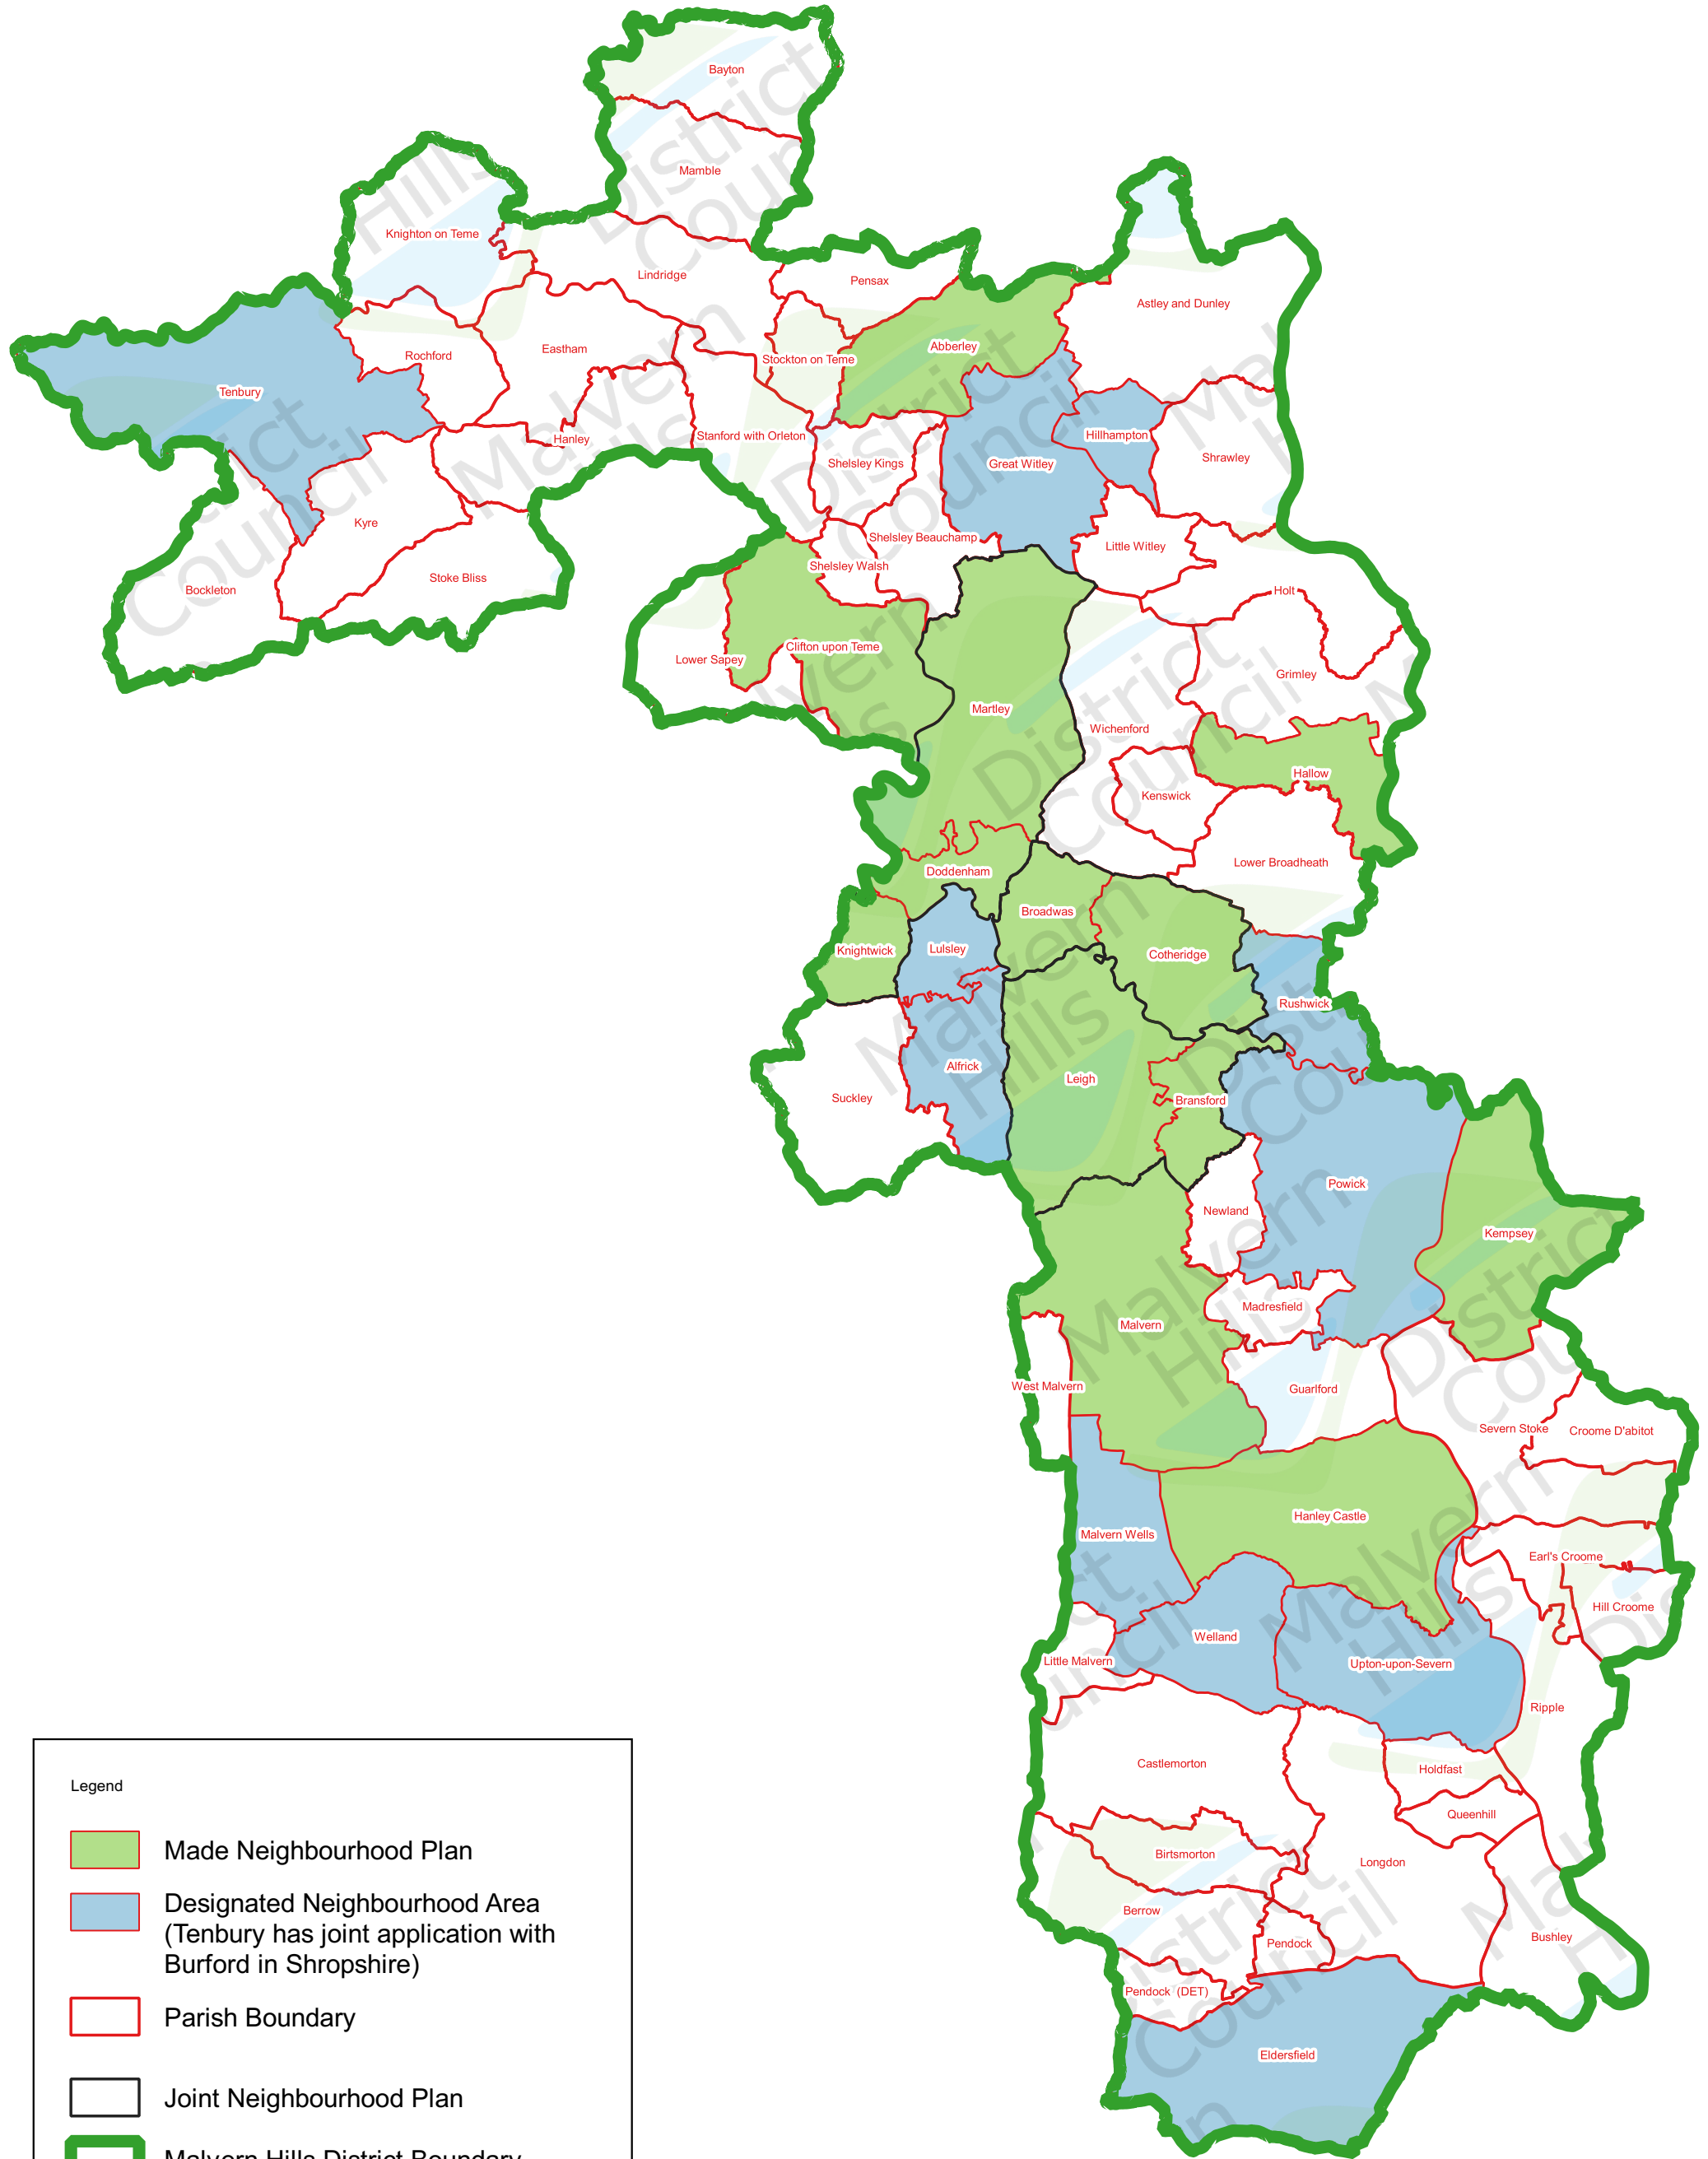 Bayton
Mamble
Knighton on Teme
Lindridge
Pensax
Astley and Dunley
Abberley
Eastham
Rochford
Stockton on Teme
Tenbury
Hanley
Stanford with Orleton
Hillhampton
Shelsley Kings
Great Witley
Shrawley
Kyre
Shelsley Beauchamp
Little Witley
Shelsley Walsh
Stoke Bliss
Bockleton
Holt
Clifton upon Teme
Lower Sapey
Grimley
Martley
Wichenford
Hallow
Kenswick
Lower Broadheath
Doddenham
Broadwas
Knightwick
Lulsley
Cotheridge
Rushwick
Alfrick
Leigh
Suckley
Bransford
Powick
Newland
Kempsey
Madresfield
Malvern
West Malvern
Guarlford
Severn Stoke
Croome D'abitot
Hanley Castle
Malvern Wells
Earl's Croome
Hill Croome
Welland
Little Malvern
Upton-upon-Severn
Ripple
Castlemorton
Holdfast
Queenhill
Birtsmorton
Longdon
Berrow
Pendock
Bushley
Pendock (DET)
Eldersfield
Legend
Made Neighbourhood Plan
Designated Neighbourhood Area
(Tenbury has joint application with
Burford in Shropshire)
Parish Boundary
Joint Neighbourhood Plan
Malvern Hills District Boundary